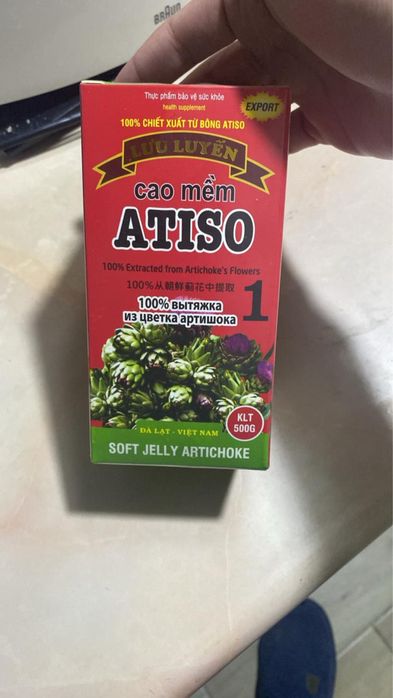 BRAUN
Thực phẩm bảo vệ sức khỏe
health supplement
EXPORT
100% CHIẾT XUẤT TỪ BÔNG ATISO
LƯU LUYẾN
cao mềm
ATISO
100% Extracted from Artichoke's Flowers
100%从朝鲜蓟花中提取
100% вытяжка
из цветка артишока
1
KLT
500G
ĐÀ LẠT - VIỆT NAM
SOFT JELLY ARTICHOKE